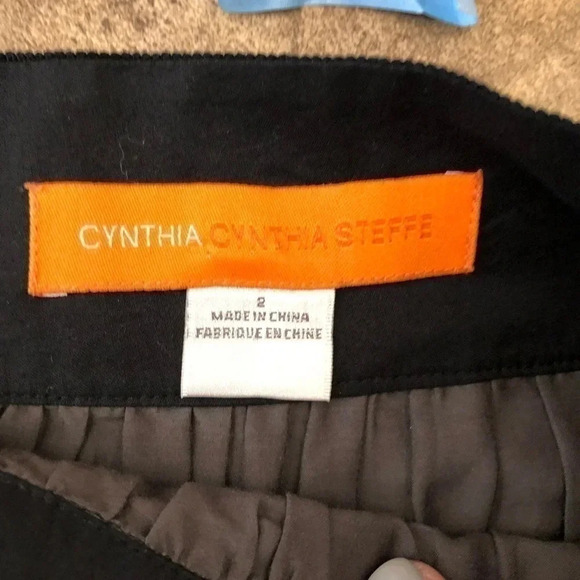 CYNTHIA CYNTHIA STEFFE
2
MADE IN CHINA
FABRIQUE EN CHINE